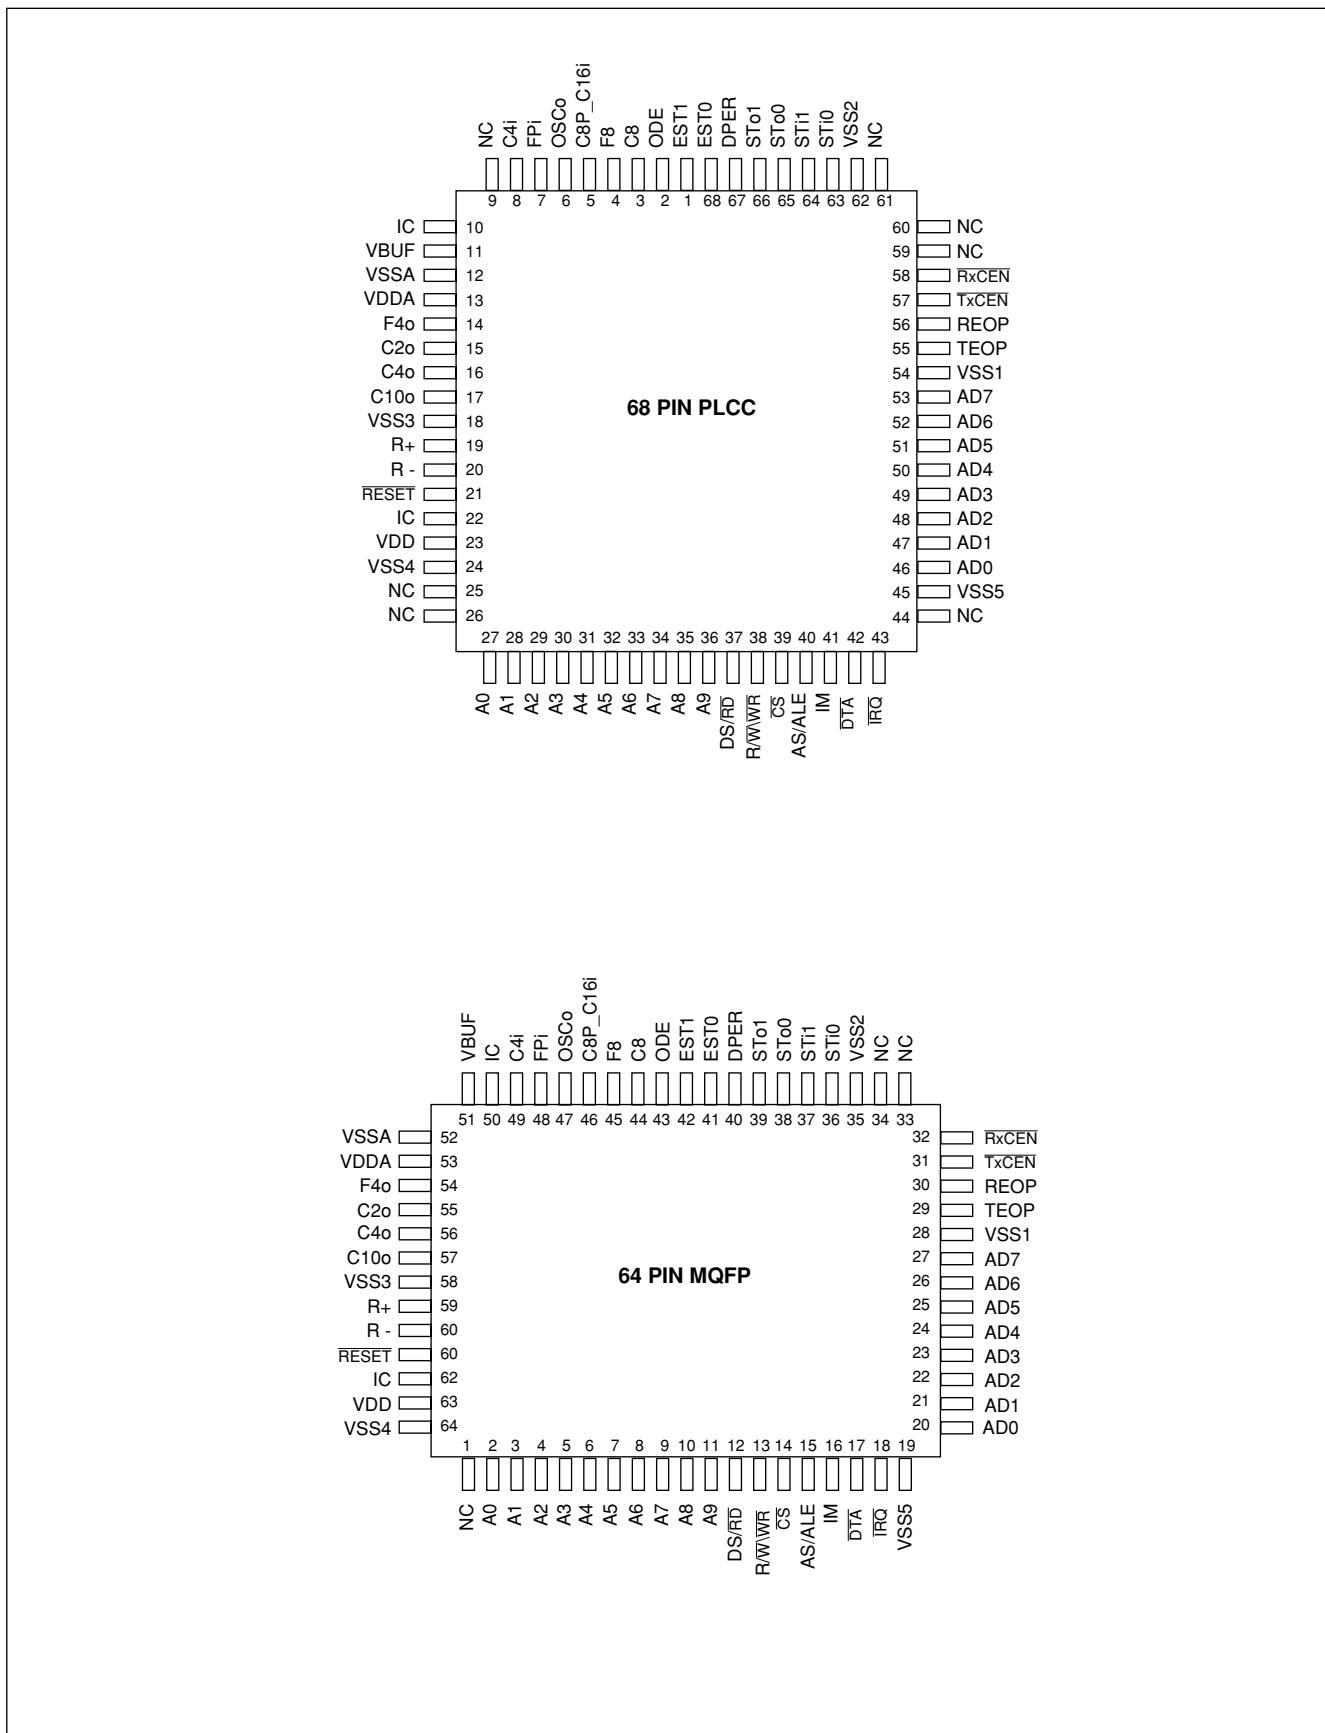 NC C4i FPi OSCo C8P_C16i F8 C8 ODE EST1 EST0 DPER STo1 STo0 STi1 STi0 VSS2 NC
9 8 7 6 5 4 3 2 1 68 67 66 65 64 63 62 61
IC 10 60 NC
VBUF 11 59 NC
VSSA 12 58 RxCEN
VDDA 13 57 TxCEN
F4o 14 56 REOP
C2o 15 55 TEOP
C4o 16 54 VSS1
C10o 17 53 AD7
68 PIN PLCC
VSS3 18 52 AD6
R+ 19 51 AD5
R - 20 50 AD4
RESET 21 49 AD3
IC 22 48 AD2
VDD 23 47 AD1
VSS4 24 46 AD0
NC 25 45 VSS5
NC 26 44 NC
27 28 29 30 31 32 33 34 35 36 37 38 39 40 41 42 43
A0 A1 A2 A3 A4 A5 A6 A7 A8 A9 DS/RD R/W\WR CS AS/ALE IM DTA IRQ
VBUF IC C4i FPi OSCo C8P_C16i F8 C8 ODE EST1 EST0 DPER STo1 STo0 STi1 STi0 VSS2 NC NC
51 50 49 48 47 46 45 44 43 42 41 40 39 38 37 36 35 34 33
VSSA 52 32 RxCEN
VDDA 53 31 TxCEN
F4o 54 30 REOP
C2o 55 29 TEOP
C4o 56 28 VSS1
C10o 57 27 AD7
64 PIN MQFP
VSS3 58 26 AD6
R+ 59 25 AD5
R - 60 24 AD4
RESET 60 23 AD3
IC 62 22 AD2
VDD 63 21 AD1
VSS4 64 20 AD0
1 2 3 4 5 6 7 8 9 10 11 12 13 14 15 16 17 18 19
NC A0 A1 A2 A3 A4 A5 A6 A7 A8 A9 DS/RD R/W\WR CS AS/ALE IM DTA IRQ VSS5